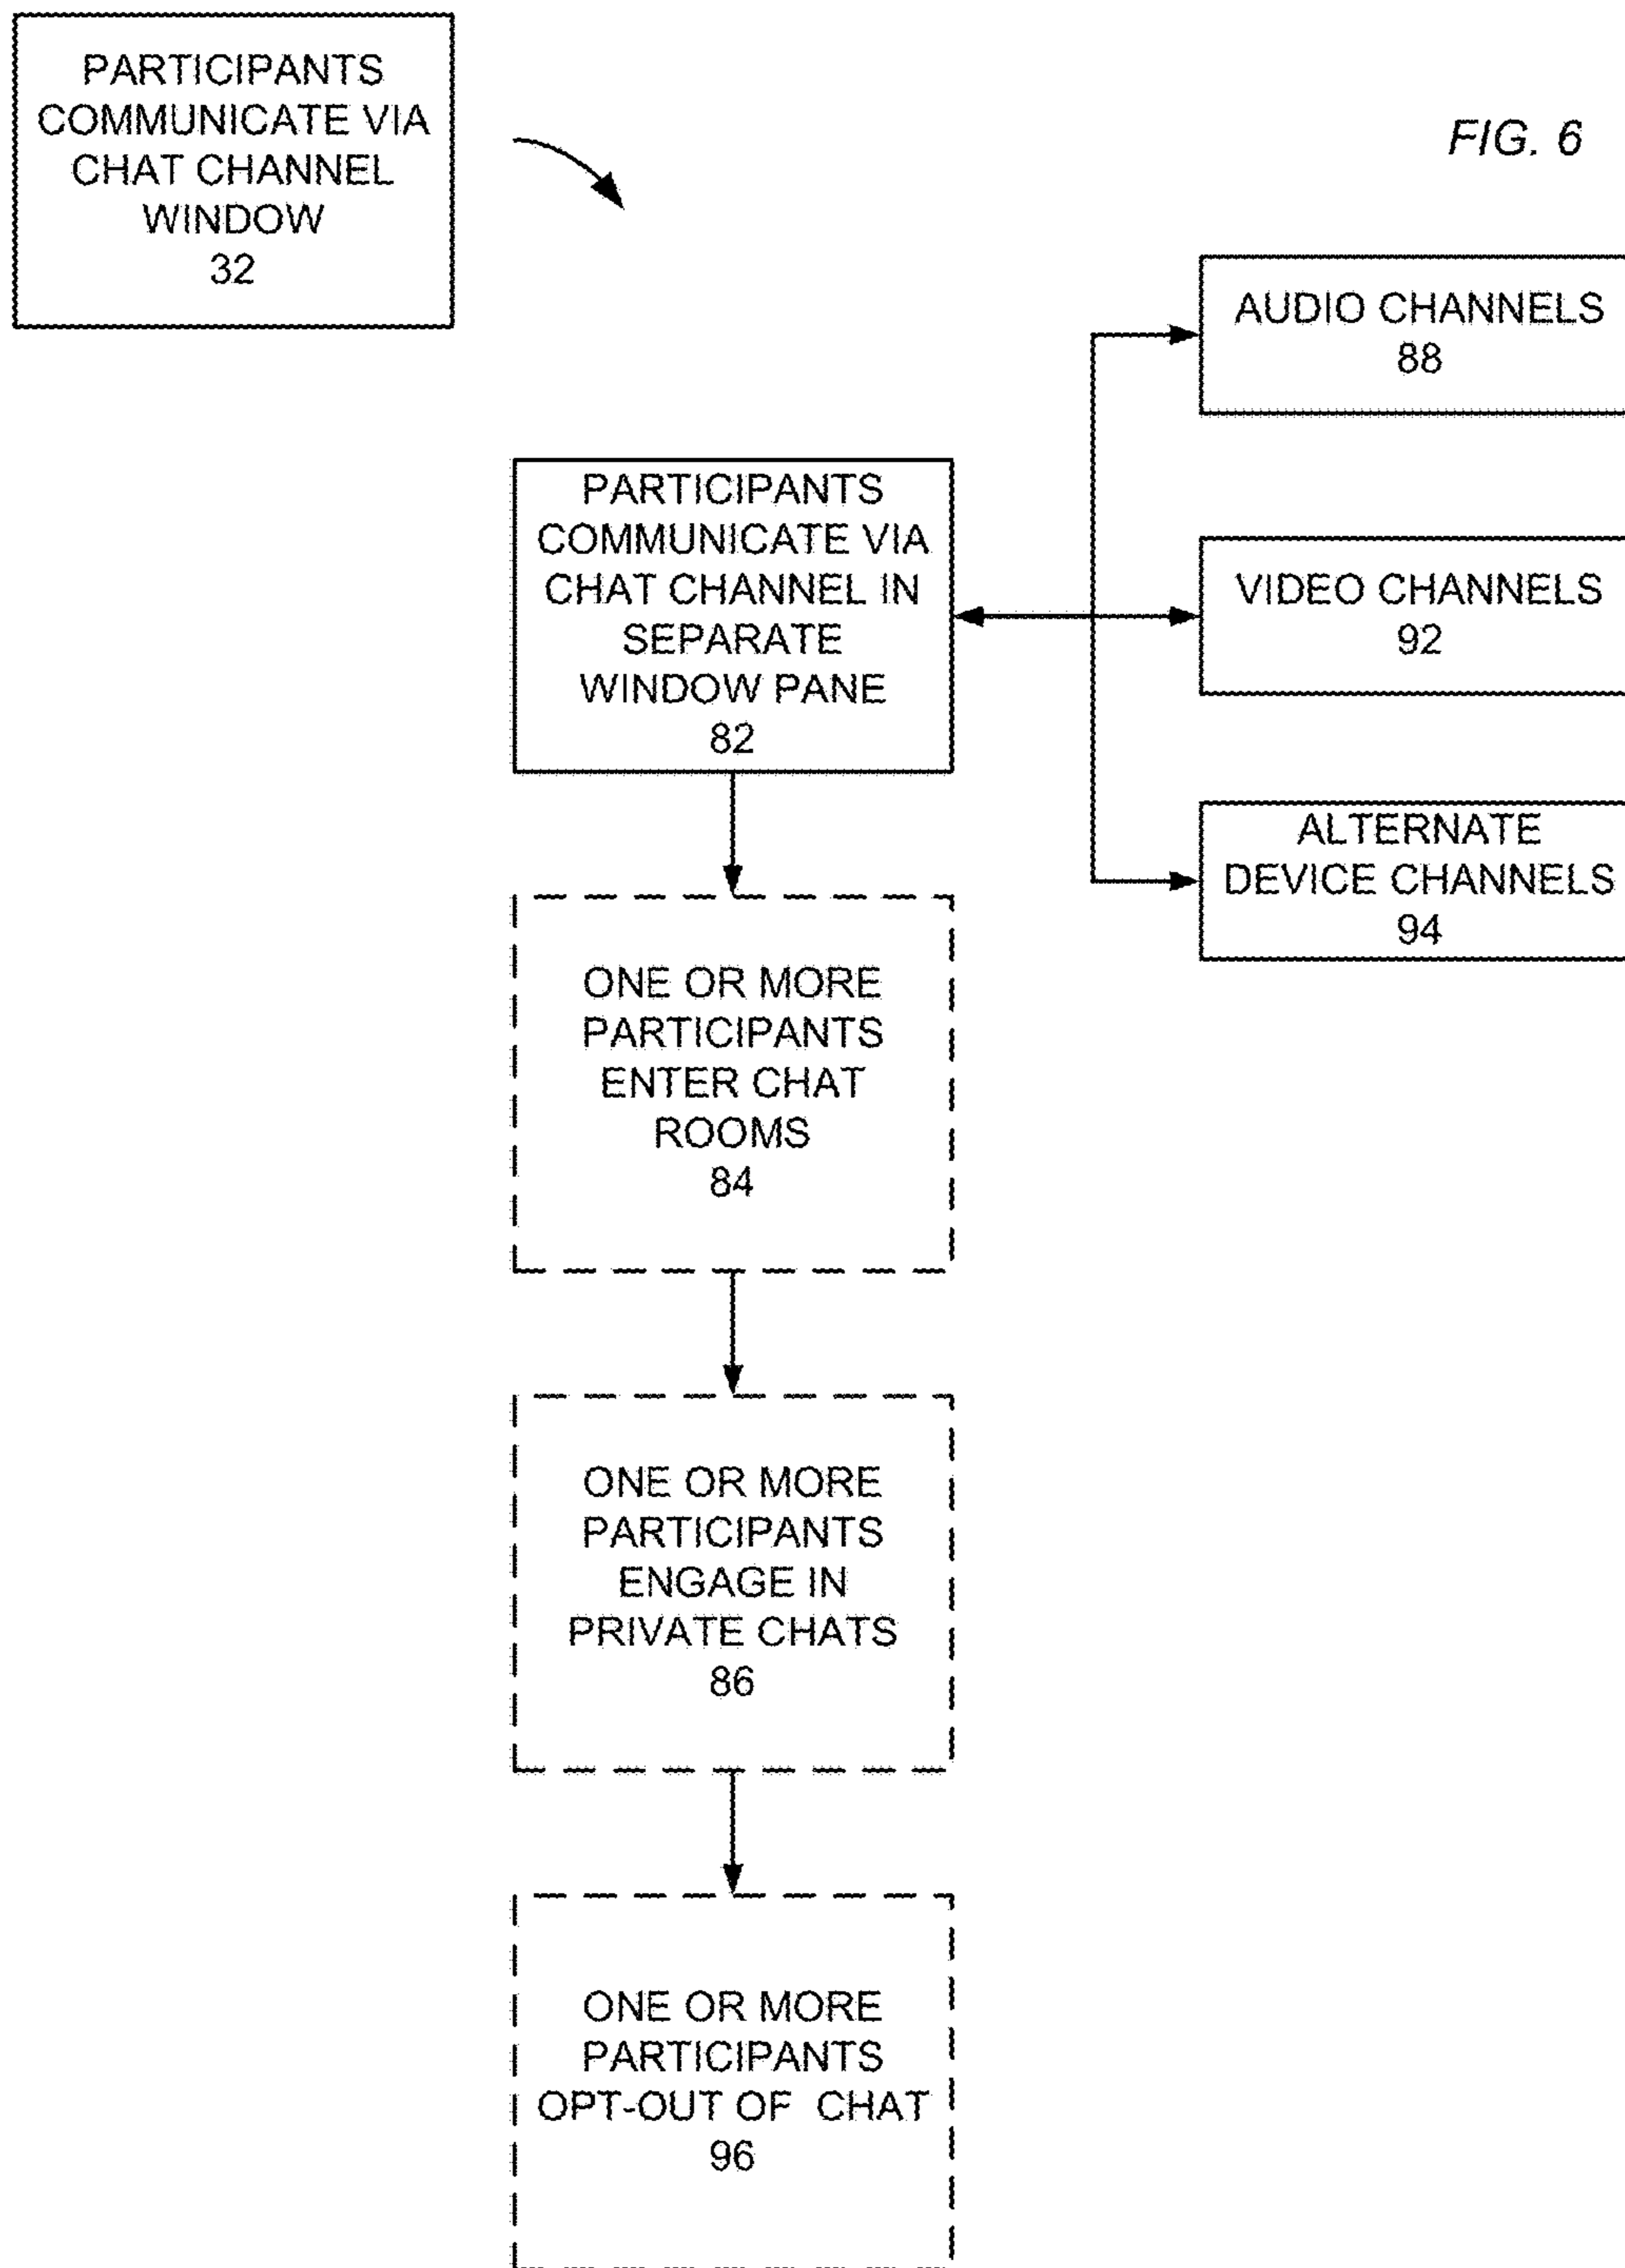 PARTICIPANTS
COMMUNICATE VIA
CHAT CHANNEL
WINDOW
32
FIG. 6
AUDIO CHANNELS
88
PARTICIPANTS
COMMUNICATE VIA
CHAT CHANNEL IN
SEPARATE
WINDOW PANE
82
VIDEO CHANNELS
92
ALTERNATE
DEVICE CHANNELS
94
ONE OR MORE
PARTICIPANTS
ENTER CHAT
ROOMS
84
ONE OR MORE
PARTICIPANTS
ENGAGE IN
PRIVATE CHATS
86
ONE OR MORE
PARTICIPANTS
OPT-OUT OF  CHAT
96